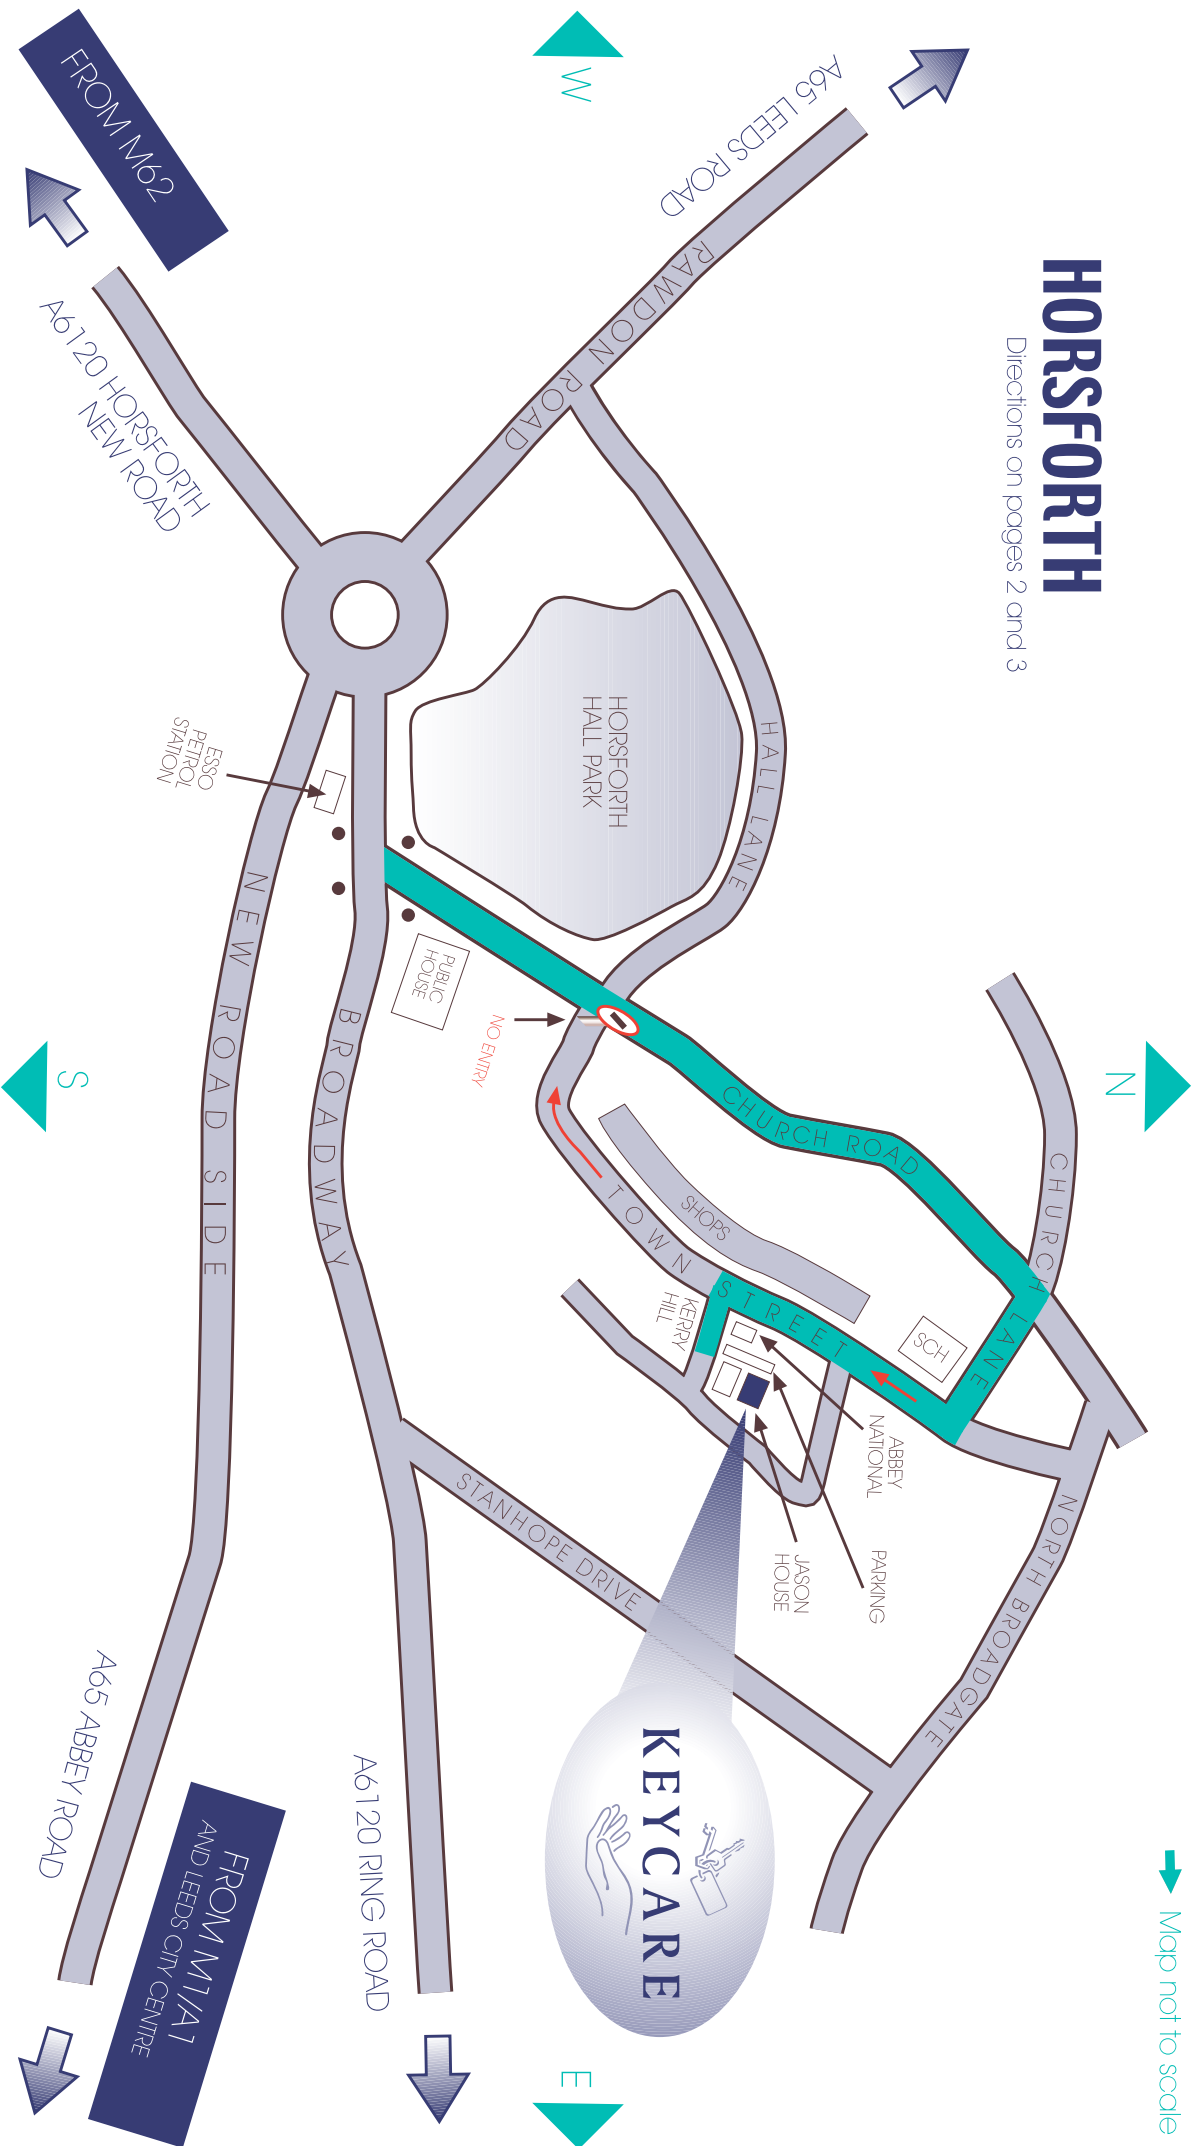 HORSFORTH
Directions on pages 2 and 3
Map not to scale
N
W
E
S
A65 LEEDS ROAD
RAWDON ROAD
FROM M62
A6120 HORSFORTH
NEW ROAD
HORSFORTH
HALL PARK
HALL LANE
ESSO
PETROL
STATION
PUBLIC
HOUSE
NO ENTRY
CHURCH ROAD
CHURCH LANE
SHOPS
TOWN STREET
KERRY
HILL
SCH
ABBEY
NATIONAL
PARKING
JASON
HOUSE
NORTH BROADGATE
STANHOPE DRIVE
BROADWAY
NEW ROAD SIDE
KEYCARE
A6120 RING ROAD
A65 ABBEY ROAD
FROM M1/A1
AND LEEDS CITY CENTRE